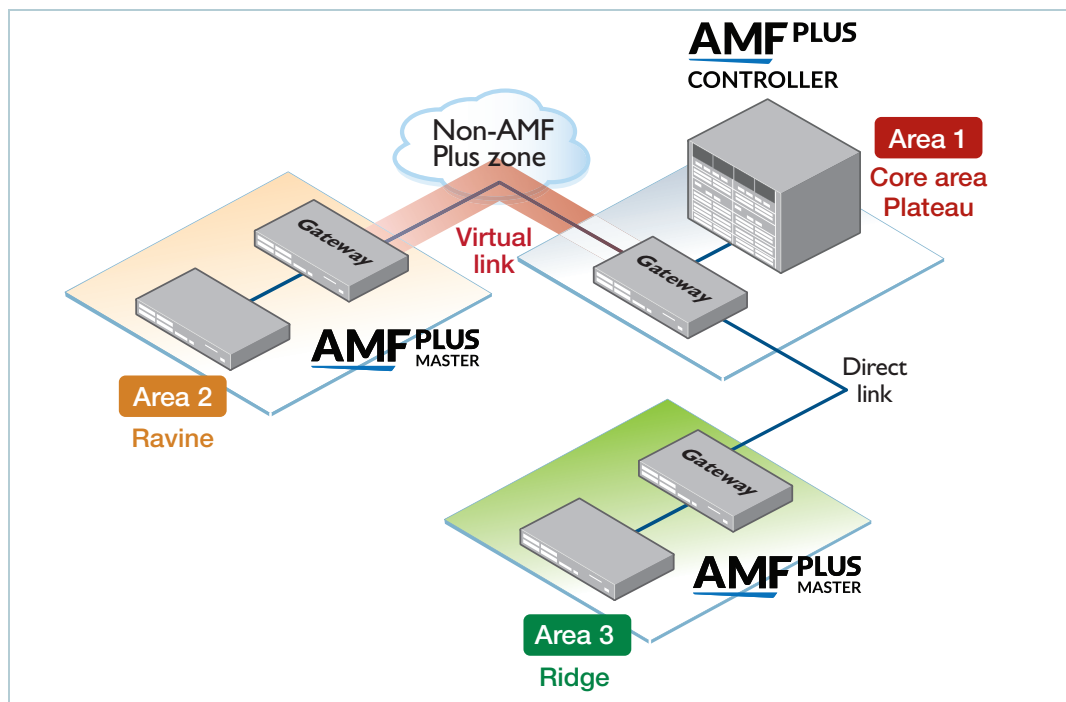 AMF PLUS
CONTROLLER
Non-AMF
Plus zone
Area 1
Core area
Plateau
Gateway
Virtual
link
Gateway
AMF PLUS
MASTER
Direct
link
Area 2
Ravine
Gateway
AMF PLUS
MASTER
Area 3
Ridge